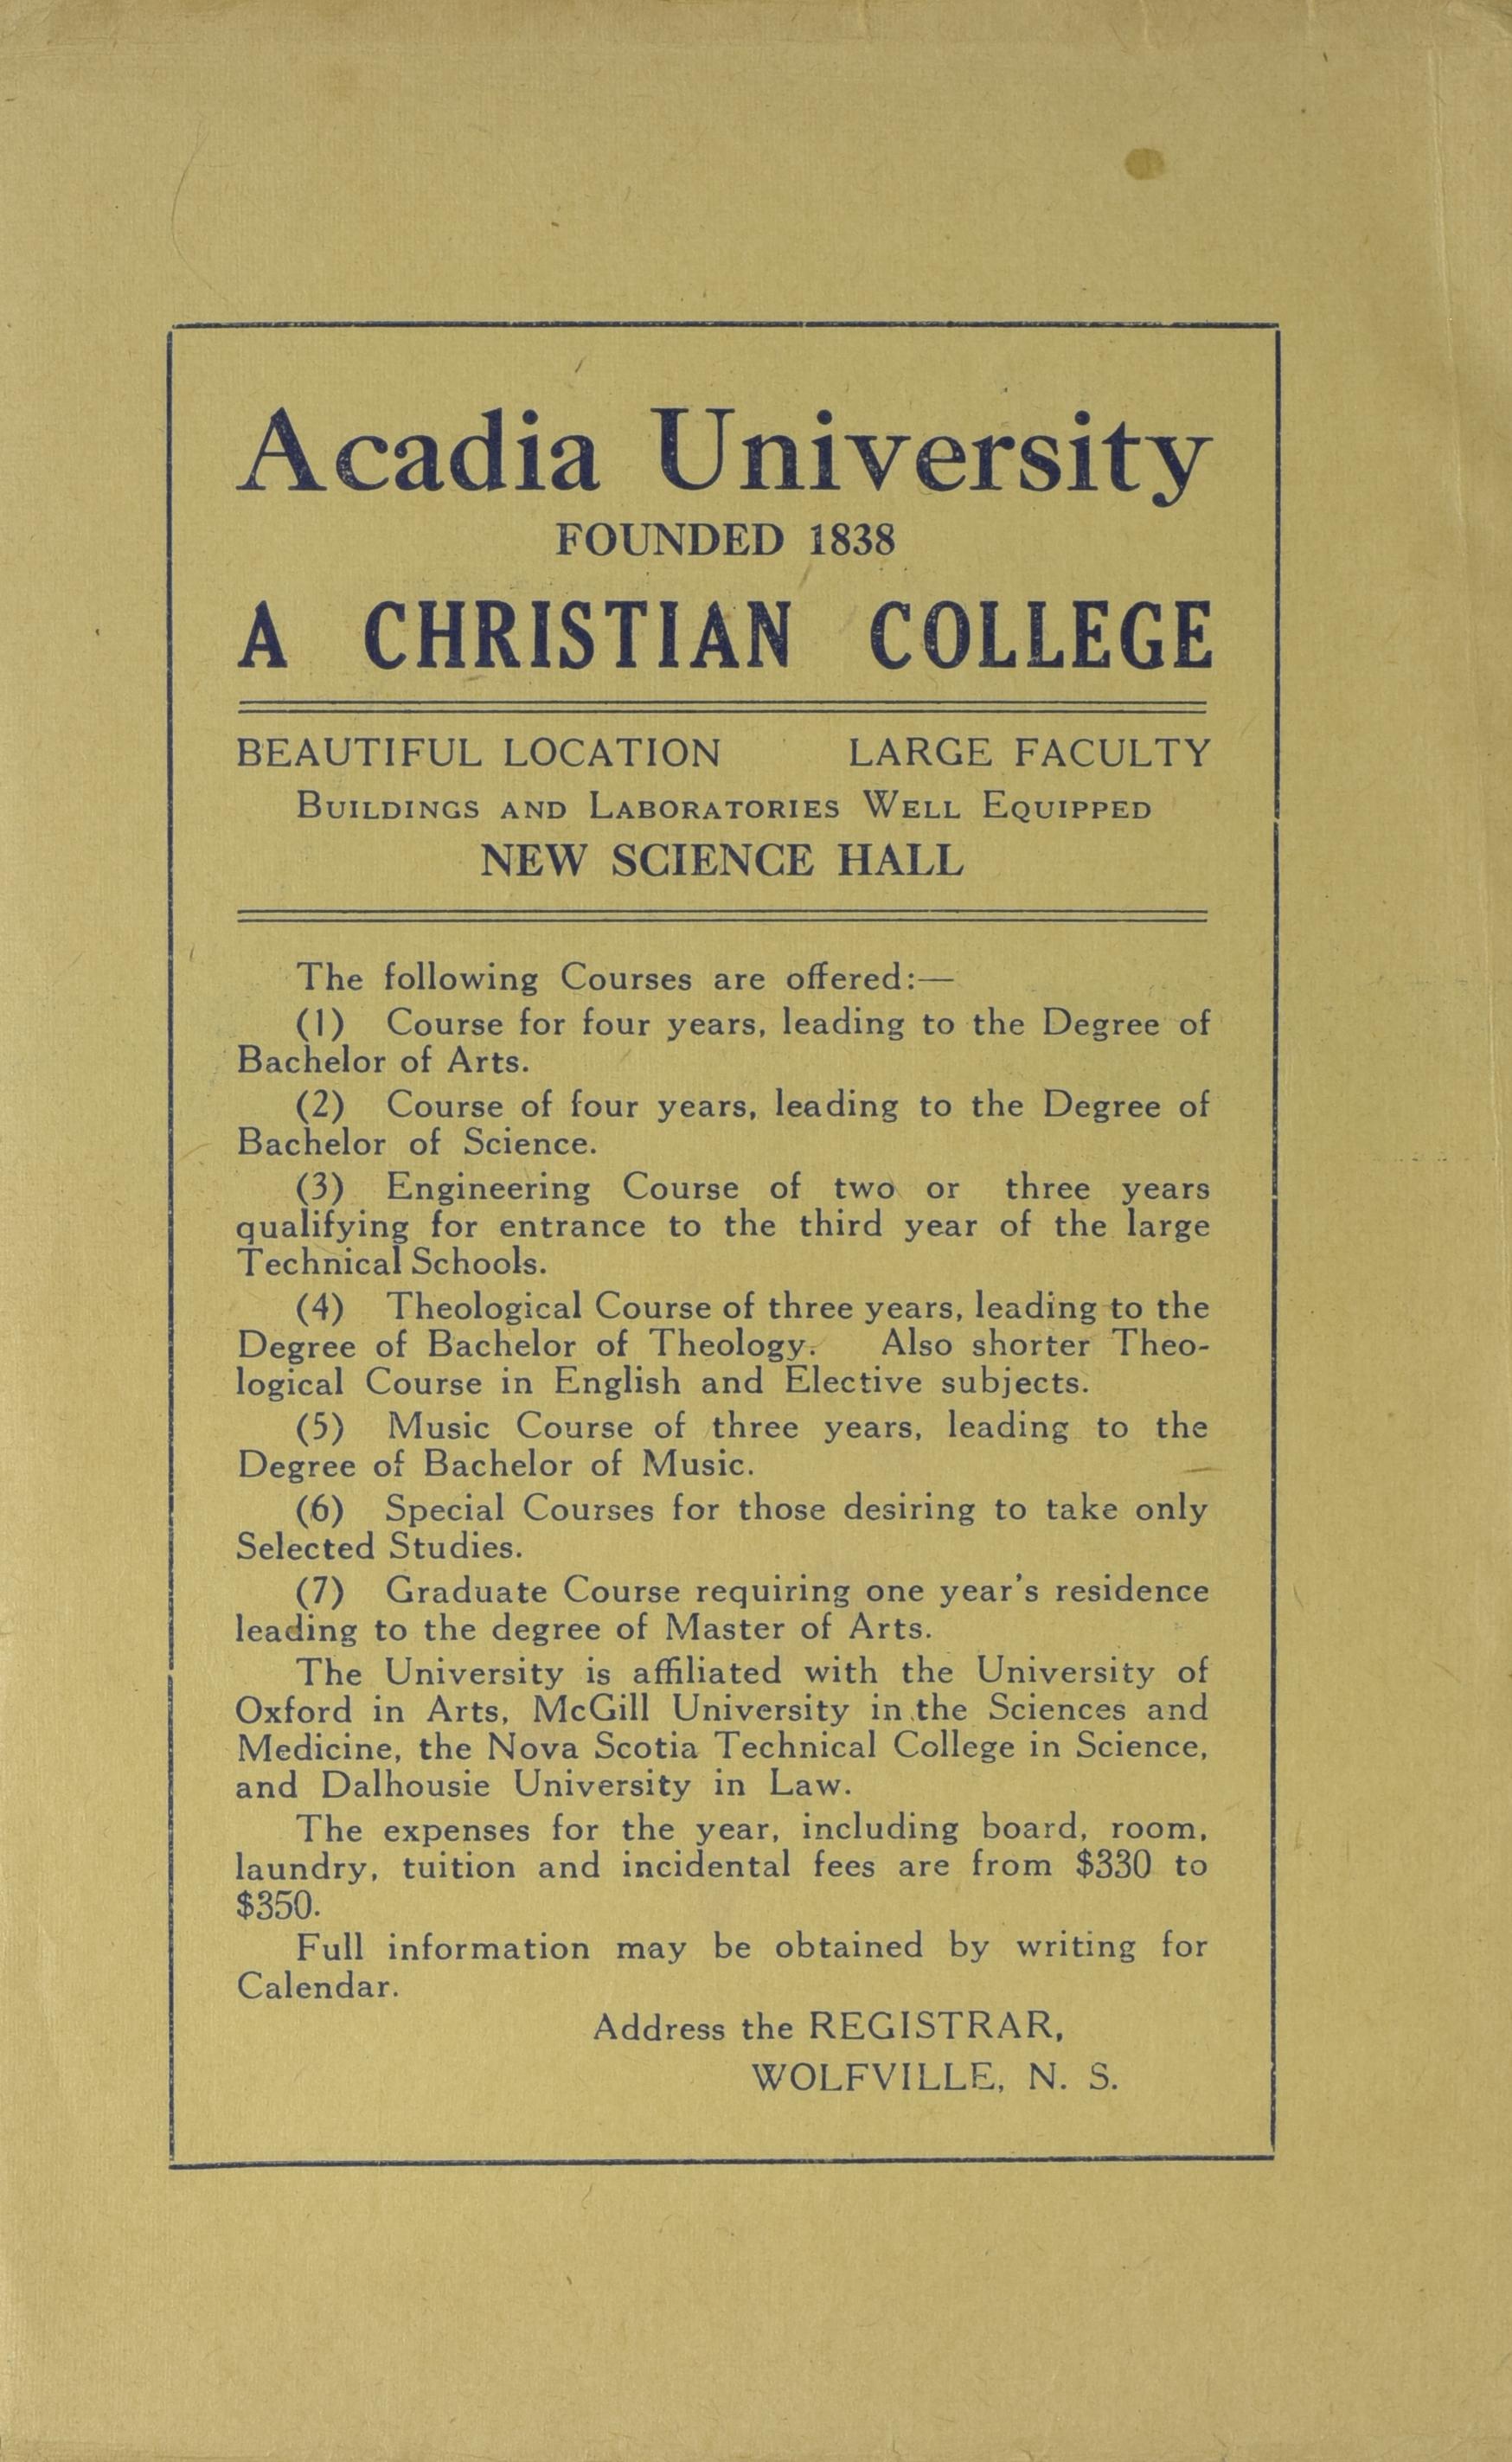 Acadia University
FOUNDED 1838
A CHRISTIAN COLLEGE
BEAUTIFUL LOCATION LARGE FACULTY
BUILDINGS AND LABORATORIES WELL EQUIPPED
NEW SCIENCE HALL
The following Courses are offered:—
(1) Course for four years, leading to the Degree of
Bachelor of Arts.
(2) Course of four years, leading to the Degree of
Bachelor of Science.
(3) Engineering Course of two or three years
qualifying for entrance to the third year of the large
Technical Schools.
(4) Theological Course of three years, leading to the
Degree of Bachelor of Theology. Also shorter Theo-
logical Course in English and Elective subjects.
(5) Music Course of three years, leading to the
Degree of Bachelor of Music.
(6) Special Courses for those desiring to take only
Selected Studies.
(7) Graduate Course requiring one year's residence
leading to the degree of Master of Arts.
The University is affiliated with the University of
Oxford in Arts, McGill University in the Sciences and
Medicine, the Nova Scotia Technical College in Science,
and Dalhousie University in Law.
The expenses for the year, including board, room,
laundry, tuition and incidental fees are from $330 to
$350.
Full information may be obtained by writing for
Calendar.
Address the REGISTRAR,
WOLFVILLE, N. S.